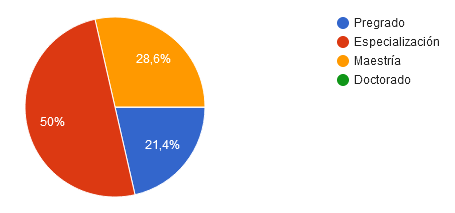 28,6%
50%
21,4%
Pregrado
Especialización
Maestría
Doctorado